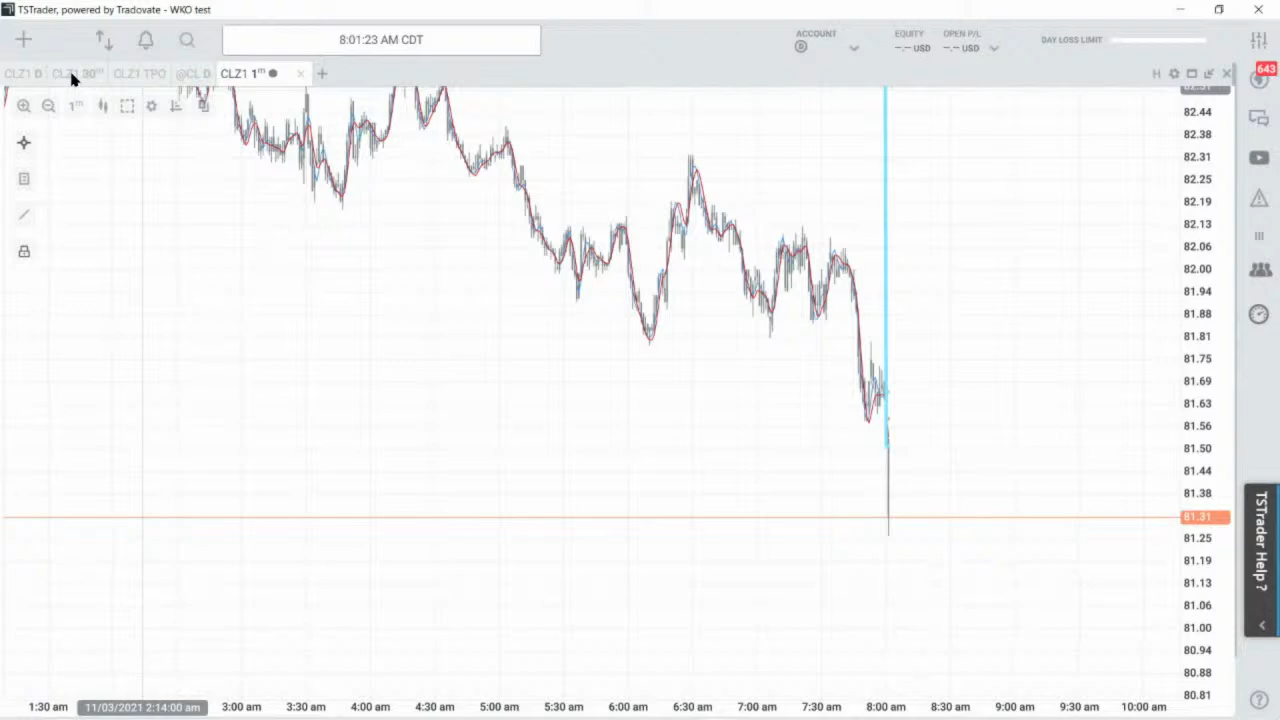 TSTrader, powered by Tradovate - WKO test
8:01:23 AM CDT
ACCOUNT
EQUITY
-.-- USD
OPEN P/L
-.-- USD
DAY LOSS LIMIT
643
CLZ1 D
CLZ1 30m
CLZ1 TPO
@CL D
CLZ1 1m
H
1m
82.44
82.38
82.31
82.25
82.19
82.13
82.06
82.00
81.94
81.88
81.81
81.75
81.69
81.63
81.56
81.50
81.44
81.38
81.31
81.25
81.19
81.13
81.06
81.00
80.94
80.88
80.81
TSTrader Help ?
1:30 am
11/03/2021 2:14:00 am
3:00 am
3:30 am
4:00 am
4:30 am
5:00 am
5:30 am
6:00 am
6:30 am
7:00 am
7:30 am
8:00 am
8:30 am
9:00 am
9:30 am
10:00 am